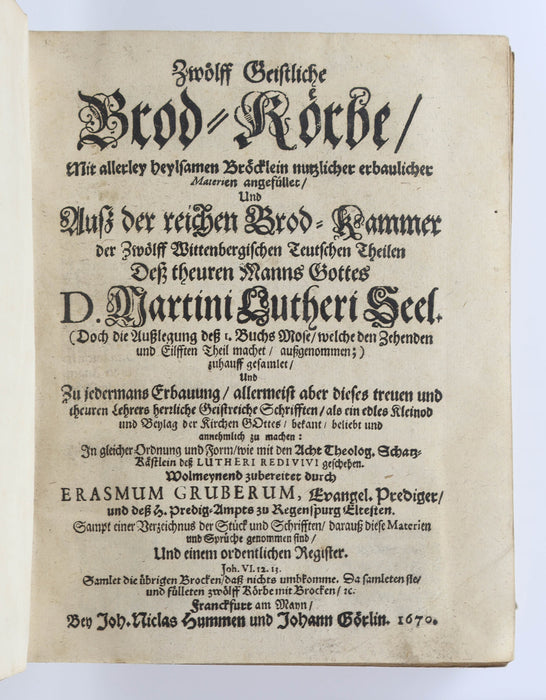 Zwölff Geistliche
Brod-Körbe/
Mit allerley heylsamen Bröcklein nutzlicher erbaulicher
Materien angefüllet/
Und
Auß der reichen Brod-Kammer
der Zwölff Wittenbergischen Teutschen Theilen
Deß theuren Manns Gottes
D. Martini Lutheri Seel.
(Doch die Außlegung deß 1. Buchs Mose/ welche den Zehenden
und Eilfften Theil machet/ außgenommen;)
zuhauff gesamlet/
Und
Zu jedermans Erbauung/ allermeist aber dieses treuen und
theuren Lehrers herrliche Geistreiche Schrifften/ als ein edles Kleinod
und Beylag der Kirchen GOttes/ bekant/ beliebt und
annehmlich zu machen:
In gleicher Ordnung und Form/ wie mit den Acht Theolog. Schatz-
Kästlein deß LUTHERI REDIVIVI geschehen.
Wolmeynend zubereitet durch
ERASMUM GRUBERUM, Evangel. Prediger/
und deß H. Predig-Ampts zu Regenspurg Eltesten.
Sampt einer Verzeichnus der Stück und Schrifften/ darauß diese Materien
und Sprüche genommen sind/
Und einem ordentlichen Register.
Joh. VI. 12. 13.
Samlet die übrigen Brocken/ daß nichts umbkomme. Da samleten sie/
und fülleten zwölff Körbe mit Brocken/ ꝛc.
Franckfurt am Mayn/
Bey Joh. Niclas Hummen und Johann Görlin. 1670.